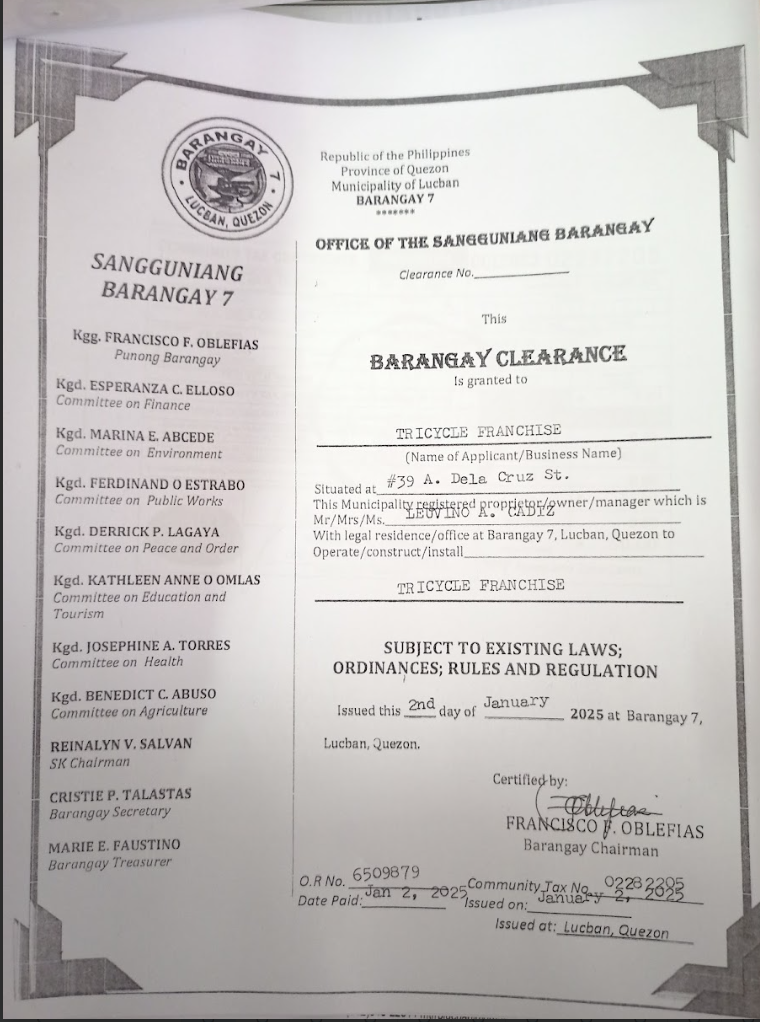 BARANGAY 7
LUCBAN, QUEZON
SANGGUNIANG
BARANGAY 7
Kgg. FRANCISCO F. OBLEFIAS
Punong Barangay
Kgd. ESPERANZA C. ELLOSO
Committee on Finance
Kgd. MARINA E. ABCEDE
Committee on Environment
Kgd. FERDINAND O ESTRABO
Committee on Public Works
Kgd. DERRICK P. LAGAYA
Committee on Peace and Order
Kgd. KATHLEEN ANNE O OMLAS
Committee on Education and
Tourism
Kgd. JOSEPHINE A. TORRES
Committee on Health
Kgd. BENEDICT C. ABUSO
Committee on Agriculture
REINALYN V. SALVAN
SK Chairman
CRISTIE P. TALASTAS
Barangay Secretary
MARIE E. FAUSTINO
Barangay Treasurer
Republic of the Philippines
Province of Quezon
Municipality of Lucban
BARANGAY 7
*******
OFFICE OF THE SANGGUNIANG BARANGAY
Clearance No.
This
BARANGAY CLEARANCE
Is granted to
TRICYCLE FRANCHISE
(Name of Applicant/Business Name)
Situated at #39 A. Dela Cruz St.
This Municipality registered proprietor/owner/manager which is
Mr/Mrs/Ms. LEUVINO A. CADIZ
With legal residence/office at Barangay 7, Lucban, Quezon to
Operate/construct/install
TRICYCLE FRANCHISE
SUBJECT TO EXISTING LAWS;
ORDINANCES; RULES AND REGULATION
Issued this 2nd day of January 2025 at Barangay 7,
Lucban, Quezon.
Certified by:
Oblefias
FRANCISCO F. OBLEFIAS
Barangay Chairman
O.R No. 6509879
Date Paid: Jan 2, 2025
Community Tax No. 02282205
Issued on: January 2, 2025
Issued at: Lucban, Quezon